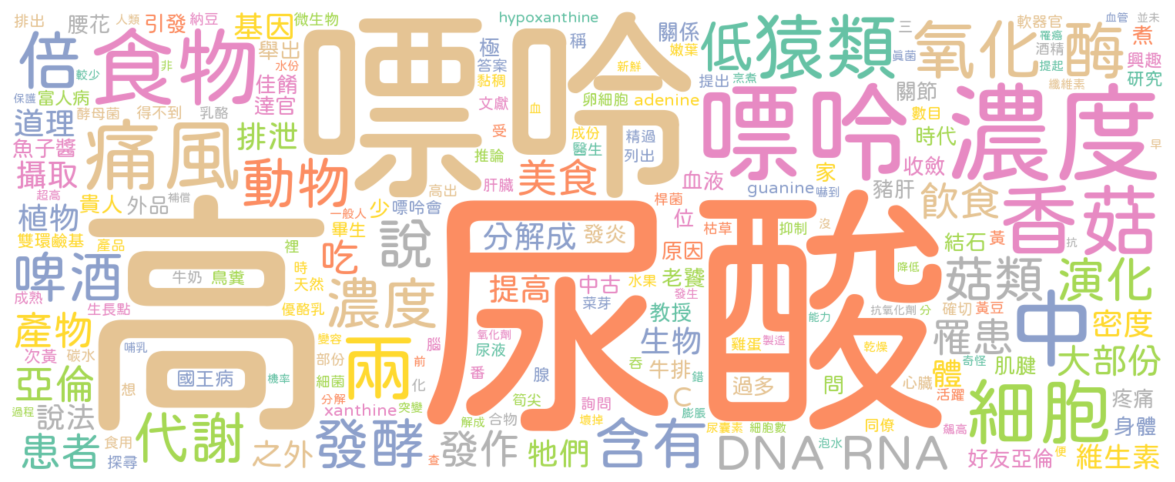 排出 人類 引發 納豆 基因 微生物
腰花
倍 食物
舉出
極
稱
答案
水份
非
較少
佳餚
黏稠
保護
富人病
達官
文獻
酵母菌
得不到
乳酪
受
道理
排泄
魚子醬
痛風
推論
攝取
動物
肝臟
超高
高出
一般人
貴人
外品
補償
少
嘌呤會
植物
雙環鹼基
畢生
嘌呤
hypoxanthine
關係
嫩葉
新鮮
卵細胞
adenine
血
成份
精過
醫生
列出
美食
低猿類
提出
烹煮
三
軟器官
真菌
罹癌
酒精
提起
纖維素
氧化酶
血管
並未
煮
興趣
研究
關節
數目
時代
早
嘌呤
濃度
收斂
家
guanine
嚇到
血液
豬肝
桿菌
位
枯草
抑制
沒
飲食
香菇
產品
裡
啤酒
牛奶
鳥糞
時
天然
成熟
生長點
優酪乳
高
說
吃
濃度
尿酸
分解成
發炎
原因
提高
中古
水果
老饕
菜芽
發生
教授
降低
氧化劑
尿液
生物
抗氧化劑
分
能力
結石
黃
抗
菇類
演化
確切
黃豆
中
密度
產物
哺乳
變容
腦
次黃
碳水
部份
前
番
腺
吞
牛排
錯
雞蛋
製造
乾燥
罹患
奇怪
肌腱
大部份
亞倫
國王病
機率
兩
化
想
細菌
筍尖
C
過多
問
心臟
體
活躍
過程
說法
分解
突變
xanthine
解成
合物
詢問
壞掉
膨脹
尿囊素
細胞數
同僚
飆高
細胞
疼痛
身體
患者
食用
探尋
代謝
之外
發酵
查
發作
牠們
含有
DNA
泡水
RNA
好友亞倫
便
維生素